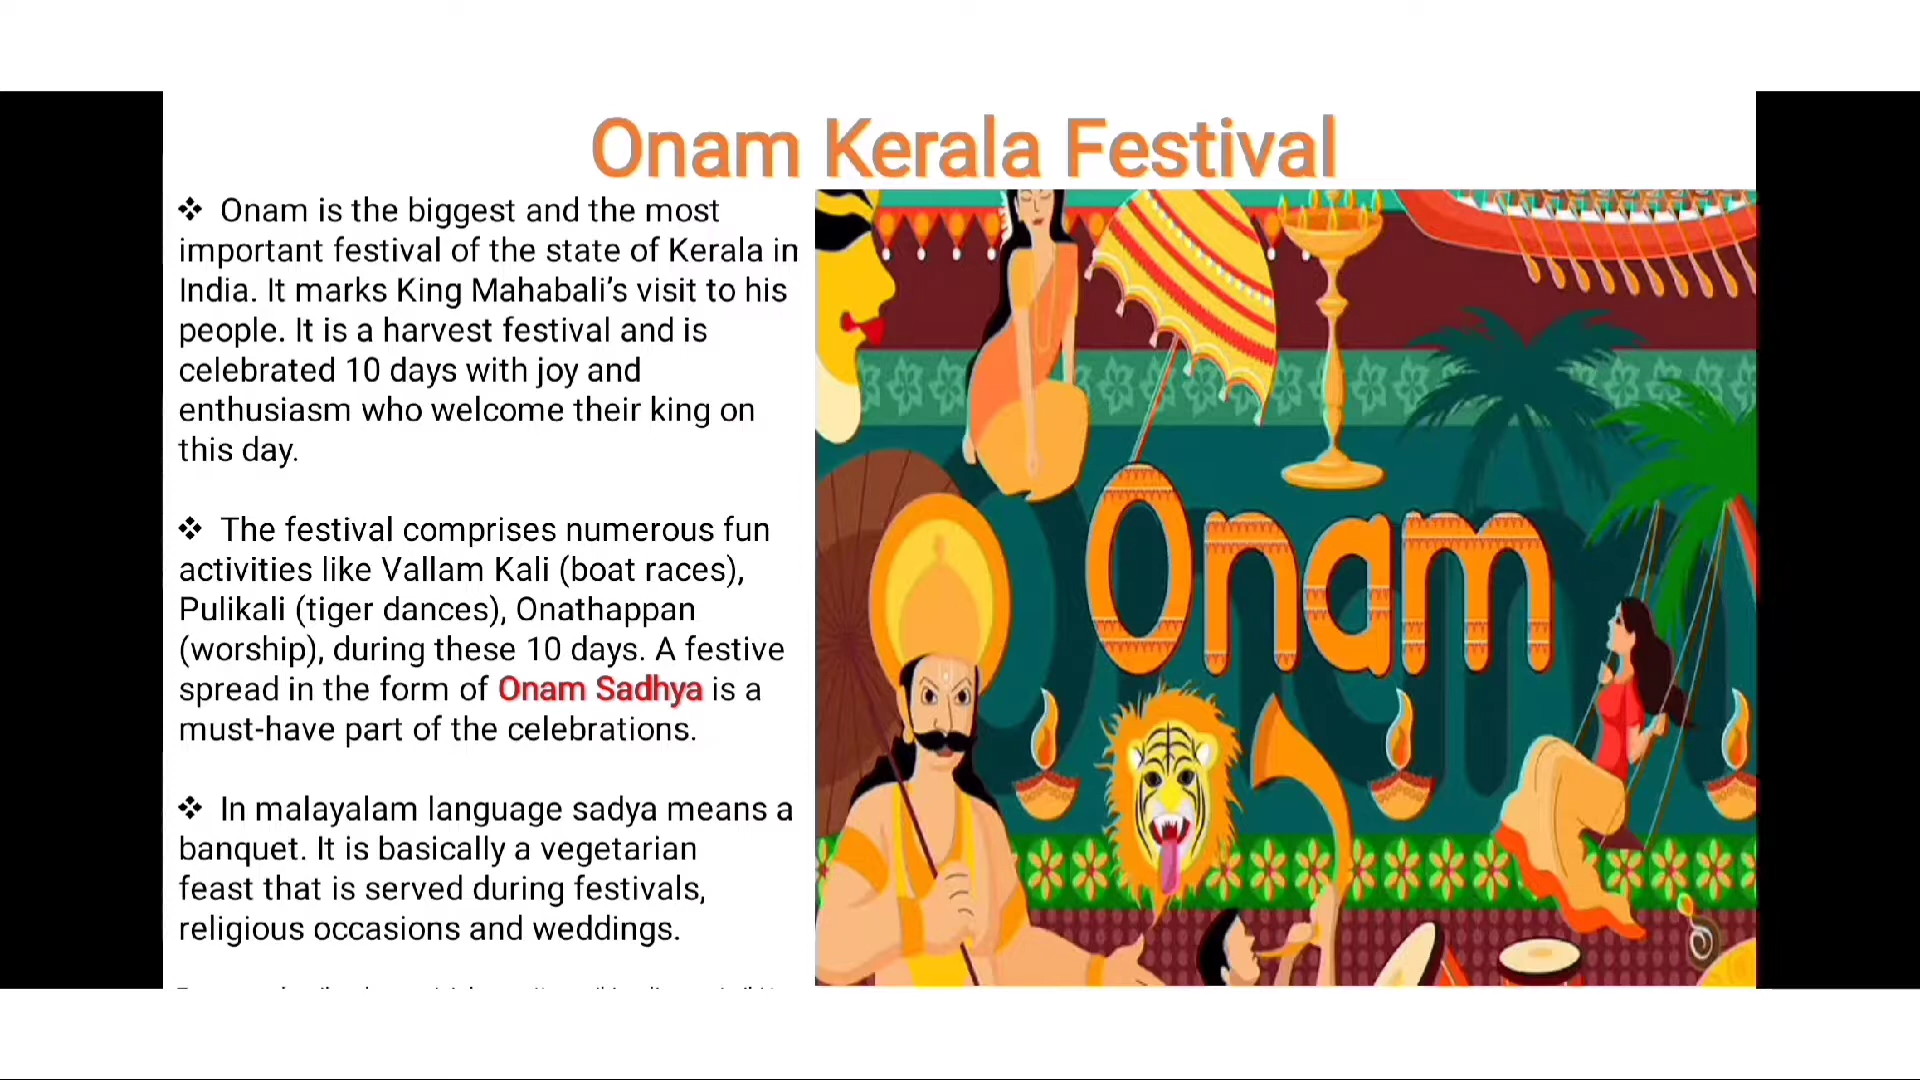 Onam Kerala Festival
❖ Onam is the biggest and the most
important festival of the state of Kerala in
India. It marks King Mahabali’s visit to his
people. It is a harvest festival and is
celebrated 10 days with joy and
enthusiasm who welcome their king on
this day.
❖ The festival comprises numerous fun
activities like Vallam Kali (boat races),
Pulikali (tiger dances), Onathappan
(worship), during these 10 days. A festive
spread in the form of Onam Sadhya is a
must-have part of the celebrations.
❖ In malayalam language sadya means a
banquet. It is basically a vegetarian
feast that is served during festivals,
religious occasions and weddings.
Onam